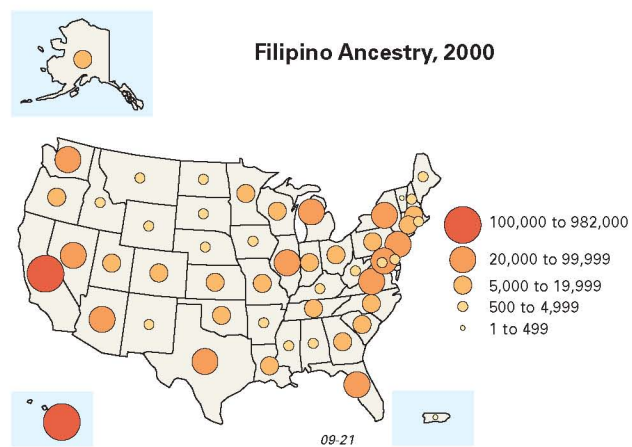 Filipino Ancestry, 2000
100,000 to 982,000
20,000 to 99,999
5,000 to 19,999
500 to 4,999
1 to 499
09-21